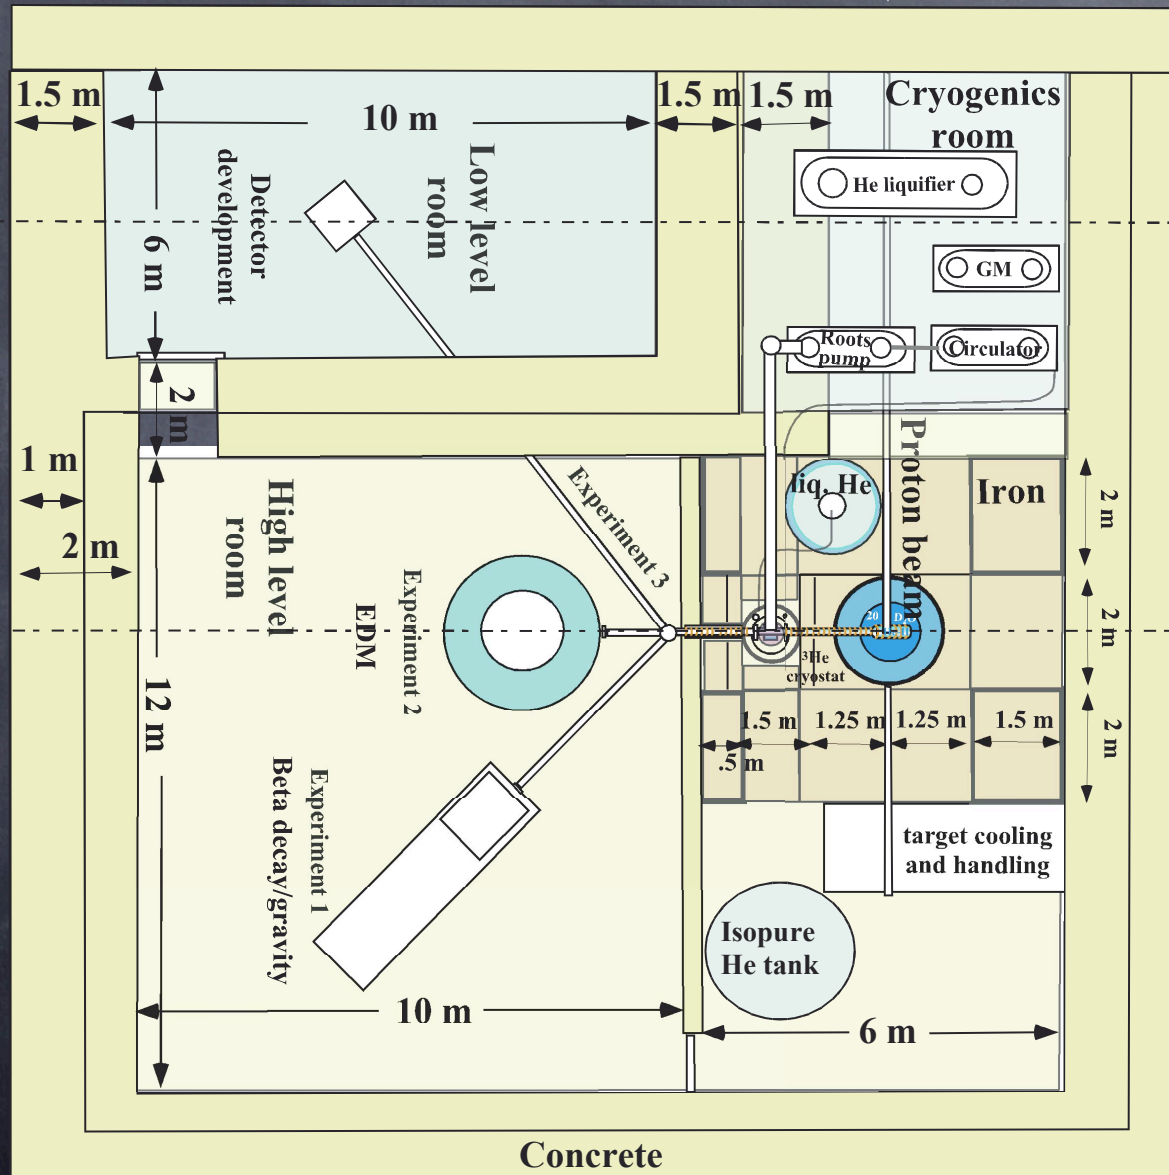 1.5 m
10 m
1.5 m
1.5 m
Cryogenics
room
He liquifier
GM
Roots
pump
Circulator
Low level
room
Detector
development
6 m
2 m
1 m
2 m
High level
room
12 m
Experiment 3
Experiment 2
EDM
Experiment 1
Beta decay/gravity
liq. He
Proton beam
Iron
2 m
2 m
2 m
20
³He
cryostat
1.5 m
1.25 m
1.25 m
1.5 m
.5 m
target cooling
and handling
Isopure
He tank
10 m
6 m
Concrete